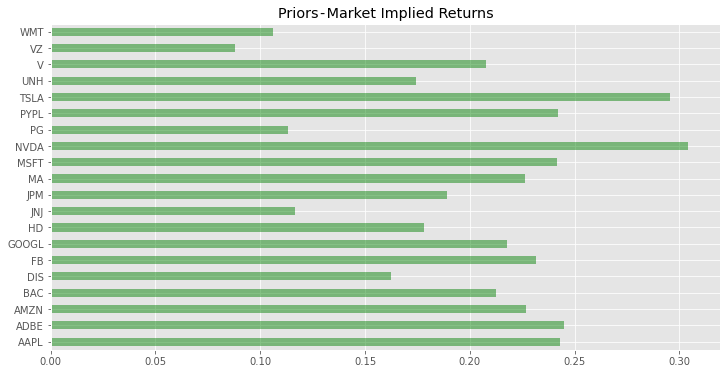 Priors-Market Implied Returns
WMT
VZ
V
UNH
TSLA
PYPL
PG
NVDA
MSFT
MA
JPM
JNJ
HD
GOOGL
FB
DIS
BAC
AMZN
ADBE
AAPL
0.00 0.05 0.10 0.15 0.20 0.25 0.30